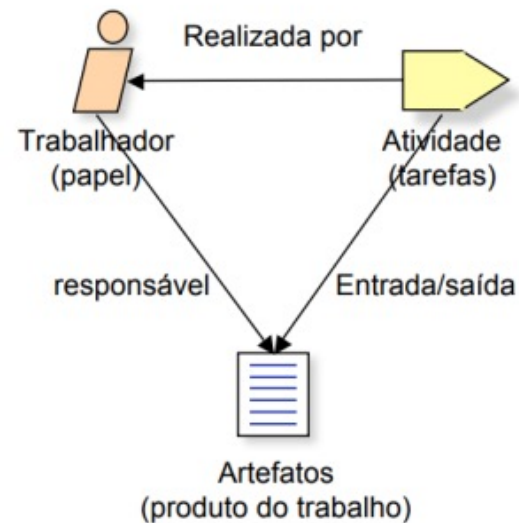 Realizada por
Trabalhador
(papel)
Atividade
(tarefas)
responsável
Entrada/saída
Artefatos
(produto do trabalho)